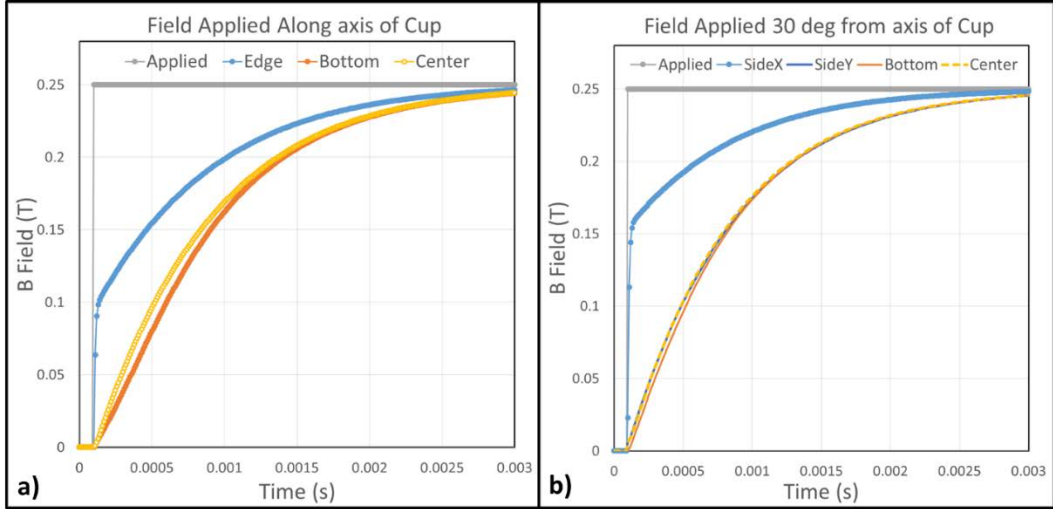 Field Applied Along axis of Cup
Applied Edge Bottom Center
0.25
0.2
0.15
0.1
0.05
0
B Field (T)
0 0.0005 0.001 0.0015 0.002 0.0025 0.003
Time (s)
a)
Field Applied 30 deg from axis of Cup
Applied SideX SideY Bottom Center
0.25
0.2
0.15
0.1
0.05
0
B Field (T)
0 0.0005 0.001 0.0015 0.002 0.0025 0.003
Time (s)
b)